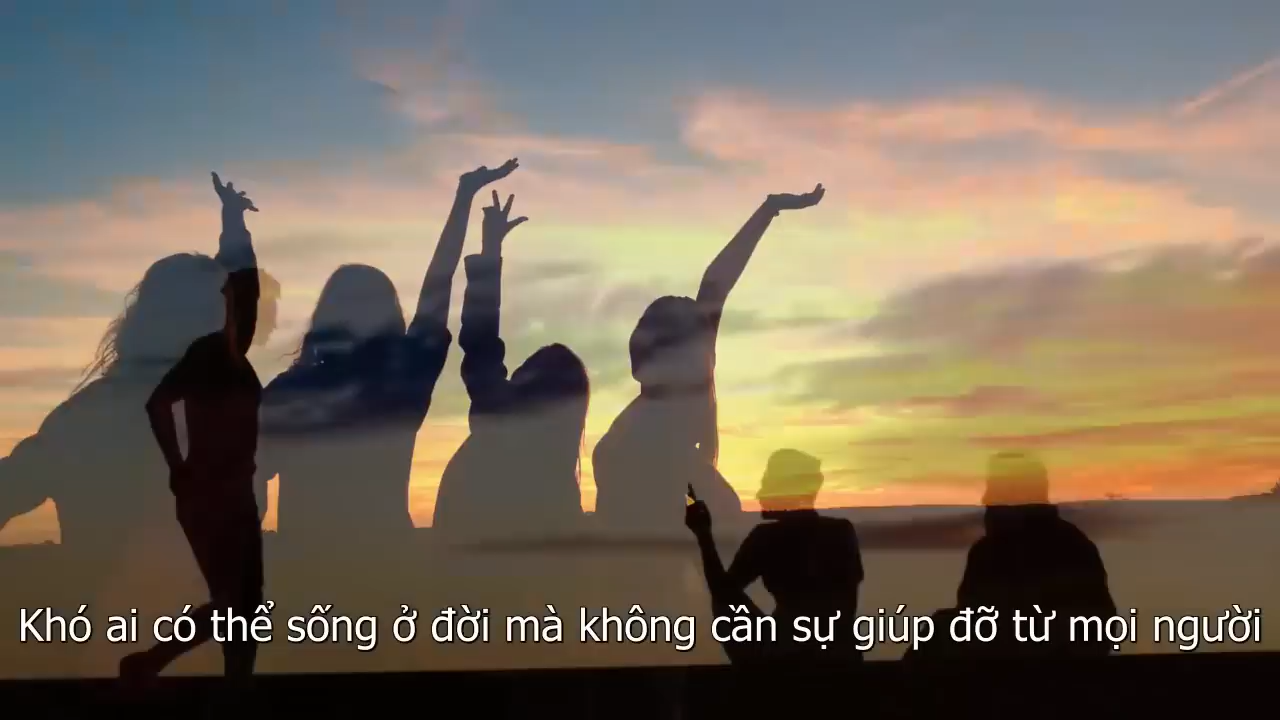 Khó ai có thể sống ở đời mà không cần sự giúp đỡ từ mọi người